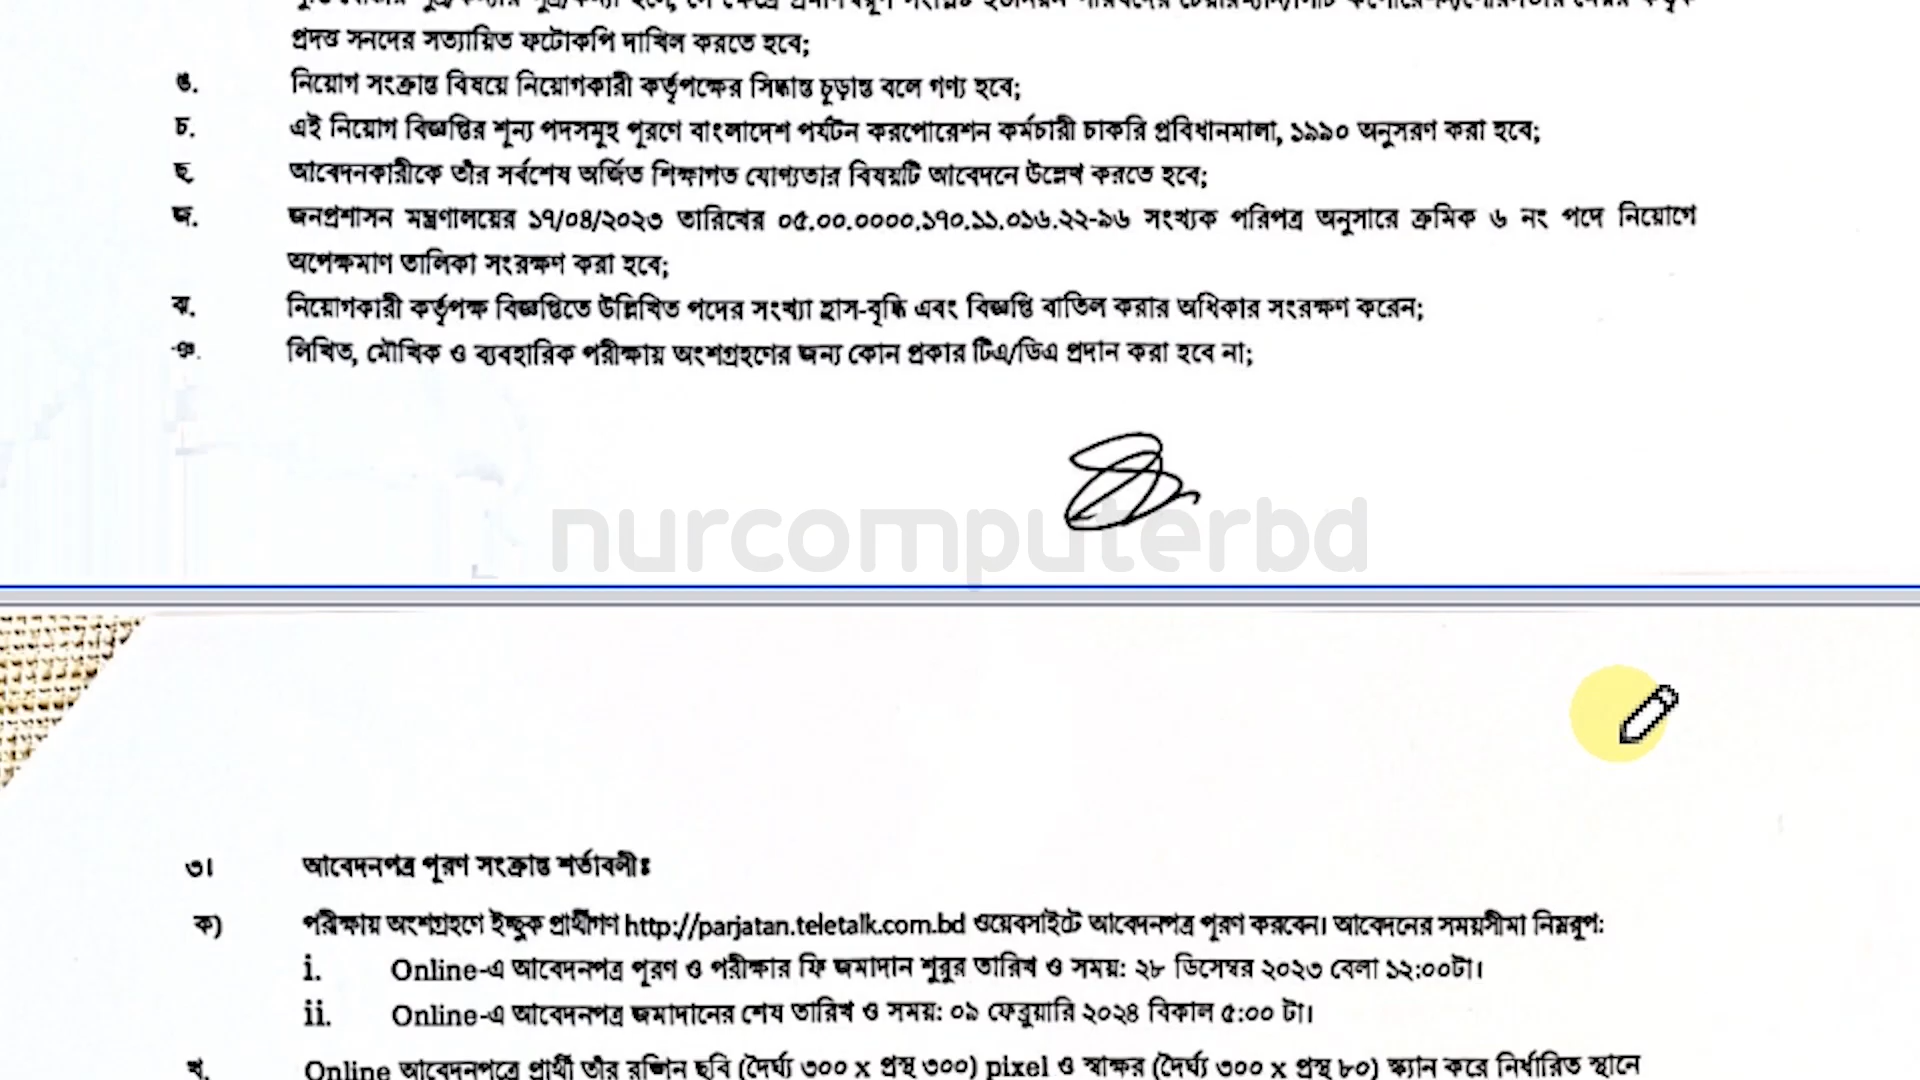 প্রদত্ত সনদের সত্যায়িত ফটোকপি দাখিল করতে হবে;
ঙ. নিয়োগ সংক্রান্ত বিষয়ে নিয়োগকারী কর্তৃপক্ষের সিদ্ধান্ত চূড়ান্ত বলে গণ্য হবে;
চ. এই নিয়োগ বিজ্ঞপ্তির শূন্য পদসমূহ পূরণে বাংলাদেশ পর্যটন করপোরেশন কর্মচারী চাকরি প্রবিধানমালা, ১৯৯০ অনুসরণ করা হবে;
ছ. আবেদনকারীকে তাঁর সর্বশেষ অর্জিত শিক্ষাগত যোগ্যতার বিষয়টি আবেদনে উল্লেখ করতে হবে;
জ. জনপ্রশাসন মন্ত্রণালয়ের ১৭/০৪/২০২৩ তারিখের ০৫.০০.০০০০.১৭০.১১.০১৬.২২-৯৬ সংখ্যক পরিপত্র অনুসারে ক্রমিক ৬ নং পদে নিয়োগে
অপেক্ষমাণ তালিকা সংরক্ষণ করা হবে;
ঝ. নিয়োগকারী কর্তৃপক্ষ বিজ্ঞপ্তিতে উল্লিখিত পদের সংখ্যা হ্রাস-বৃদ্ধি এবং বিজ্ঞপ্তি বাতিল করার অধিকার সংরক্ষণ করেন;
ঞ. লিখিত, মৌখিক ও ব্যবহারিক পরীক্ষায় অংশগ্রহণের জন্য কোন প্রকার টিএ/ডিএ প্রদান করা হবে না;
nurcomputerbd
৩। আবেদনপত্র পূরণ সংক্রান্ত শর্তাবলীঃ
ক) পরীক্ষায় অংশগ্রহণে ইচ্ছুক প্রার্থীগণ http://parjatan.teletalk.com.bd ওয়েবসাইটে আবেদনপত্র পূরণ করবেন। আবেদনের সময়সীমা নিম্নরূপ:
i. Online-এ আবেদনপত্র পূরণ ও পরীক্ষার ফি জমাদান শুরুর তারিখ ও সময়: ২৮ ডিসেম্বর ২০২৩ বেলা ১২:০০টা।
ii. Online-এ আবেদনপত্র জমাদানের শেষ তারিখ ও সময়: ০৯ ফেব্রুয়ারি ২০২৪ বিকাল ৫:০০ টা।
খ. Online আবেদনপত্রে প্রার্থী তাঁর রঙ্গিন ছবি (দৈর্ঘ্য ৩০০ x প্রস্থ ৩০০) pixel ও স্বাক্ষর (দৈর্ঘ্য ৩০০ x প্রস্থ ৮০) স্ক্যান করে নির্ধারিত স্থানে